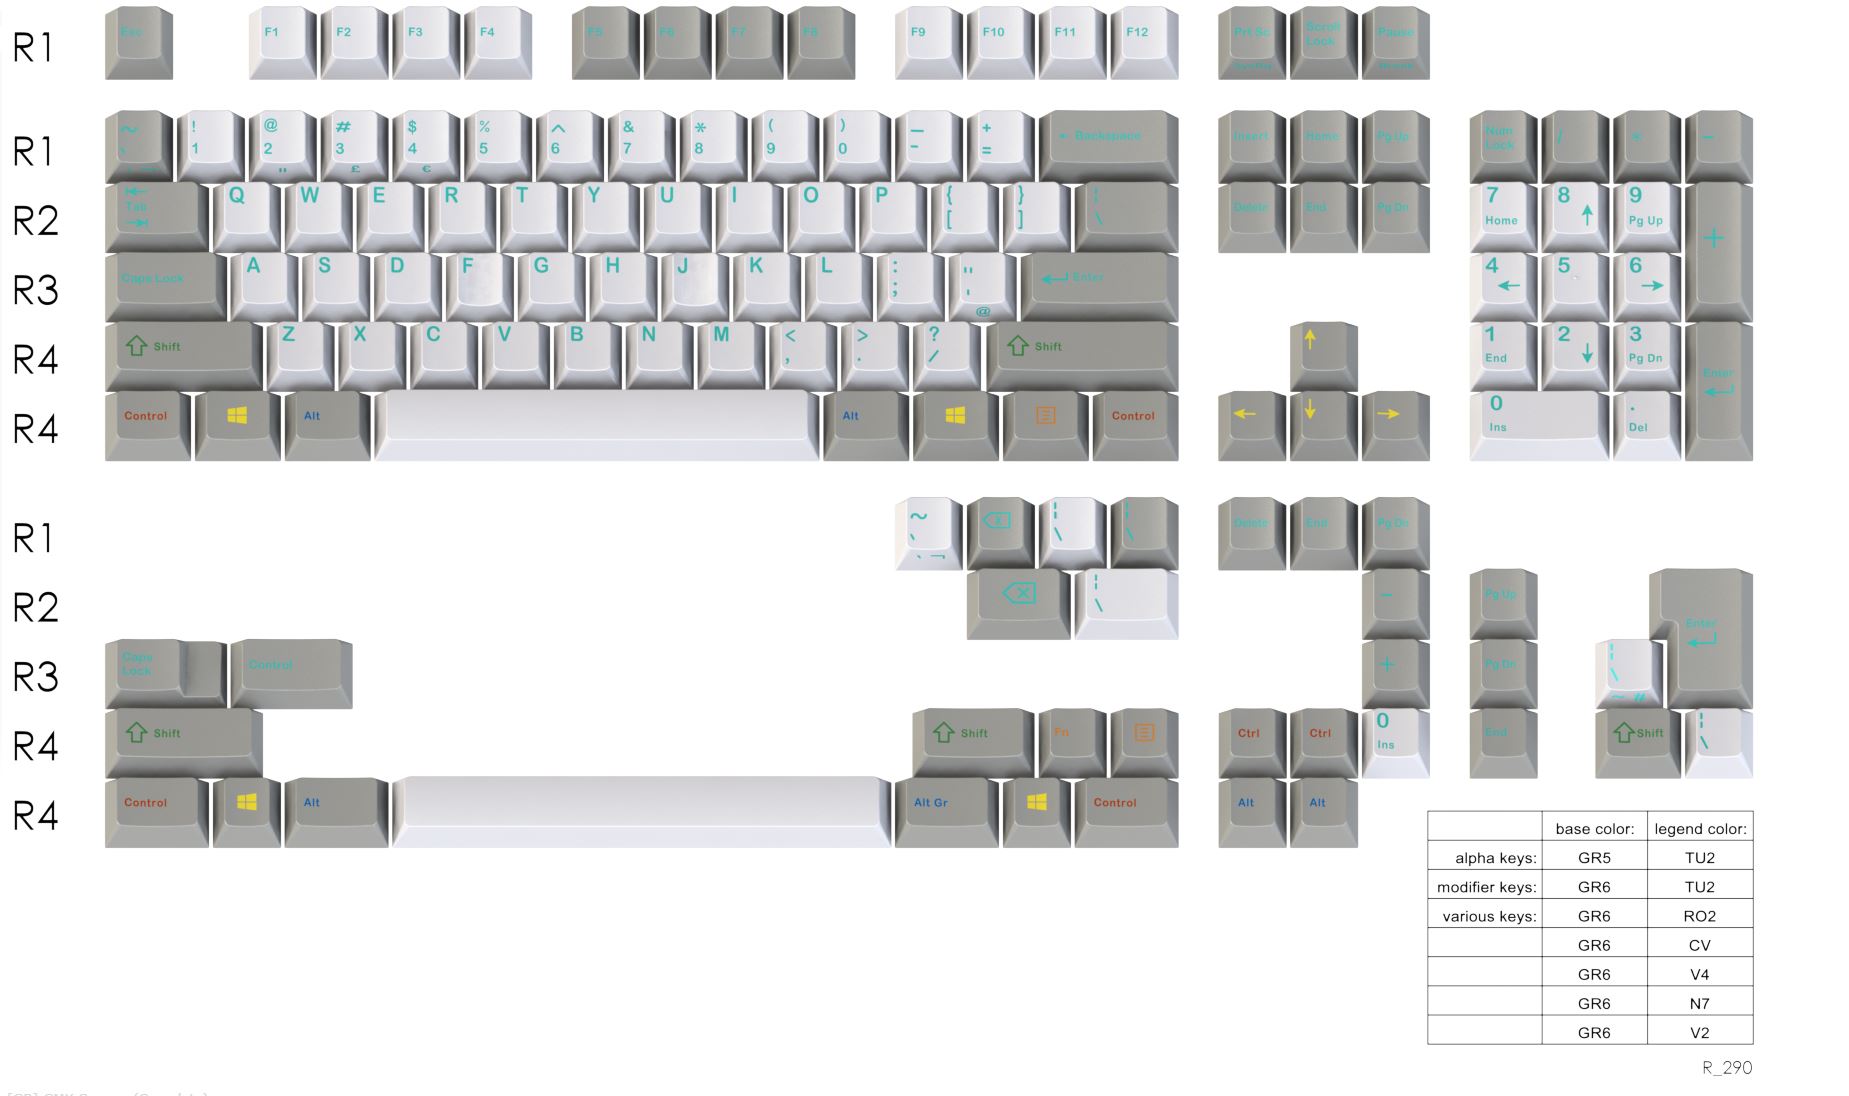 R1 Esc F1 F2 F3 F4 F5 F6 F7 F8 F9 F10 F11 F12 Prt Sc Scroll Lock Pause
SysRq Break
R1 ~ ! @ # $ % ^ & * ( ) _ + ← Backspace Insert Home Pg Up Num Lock / * -
` 1 2 3 4 5 6 7 8 9 0 - =
¬ " £ €
R2 Tab Q W E R T Y U I O P { } ¦ Delete End Pg Dn 7 8 9 +
[ ] \ Home ↑ Pg Up
R3 Caps Lock A S D F G H J K L : " Enter 4 5 6
; ' ← →
@
R4 Shift Z X C V B N M < > ? Shift ↑ 1 2 3 Enter
, . / End ↓ Pg Dn
R4 Control Alt Alt Control ← ↓ → 0 .
Ins Del
R1 ~ ¦ ¦ Delete End Pg Dn
` \ \
` ¬
R2 ¦ - Pg Up Enter
\
R3 Caps Lock Control + Pg Dn ¦
\
~ #
R4 Shift Shift Fn Ctrl Ctrl 0 End Shift ¦
Ins \
R4 Control Alt Alt Gr Control Alt Alt
base color: legend color:
alpha keys: GR5 TU2
modifier keys: GR6 TU2
various keys: GR6 RO2
GR6 CV
GR6 V4
GR6 N7
GR6 V2
R_290